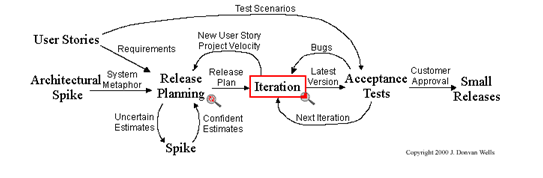 Test Scenarios
User Stories
Requirements
New User Story
Project Velocity
Bugs
Architectural
Spike
System
Metaphor
Release
Planning
Release
Plan
Iteration
Latest
Version
Acceptance
Tests
Customer
Approval
Small
Releases
Uncertain
Estimates
Confident
Estimates
Next Iteration
Spike
Copyright 2000 J. Donvan Wells